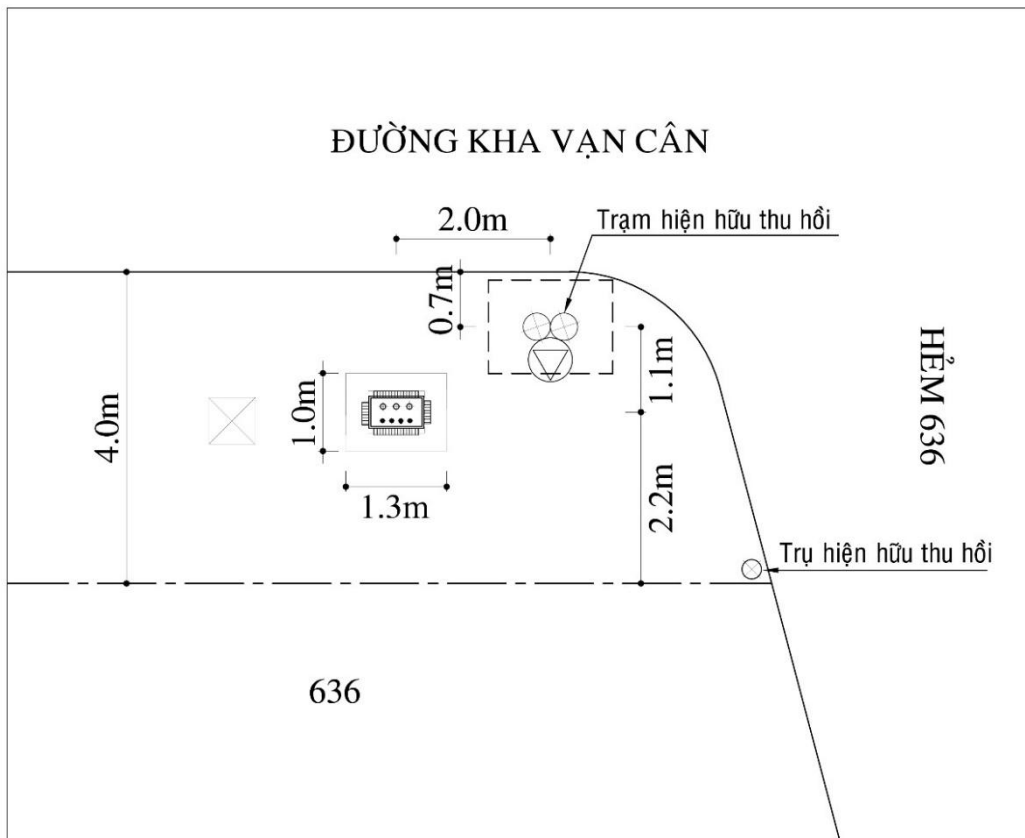 ĐƯỜNG KHA VẠN CÂN
2.0m
Trạm hiện hữu thu hồi
0.7m
1.1m
HẺM 636
4.0m
1.0m
1.3m
2.2m
Trụ hiện hữu thu hồi
636